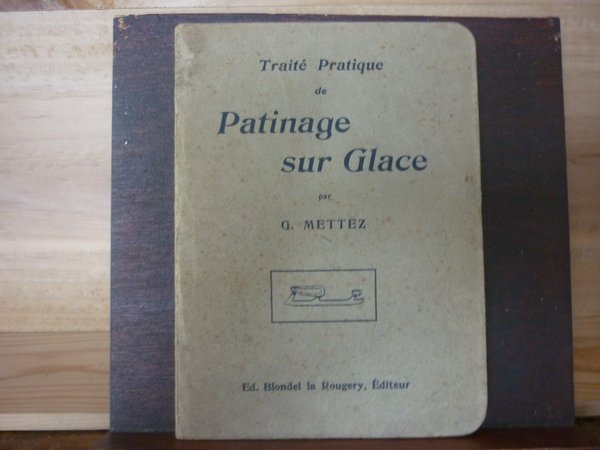 Traité Pratique
de
Patinage
sur Glace
par
G. METTEZ
Ed. Blondel la Rougery, Éditeur